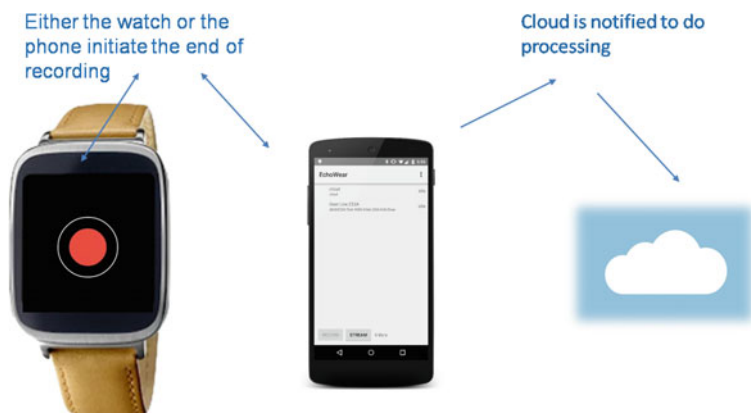 Either the watch or the
phone initiate the end of
recording
Cloud is notified to do
processing
EchoWear
STREAM